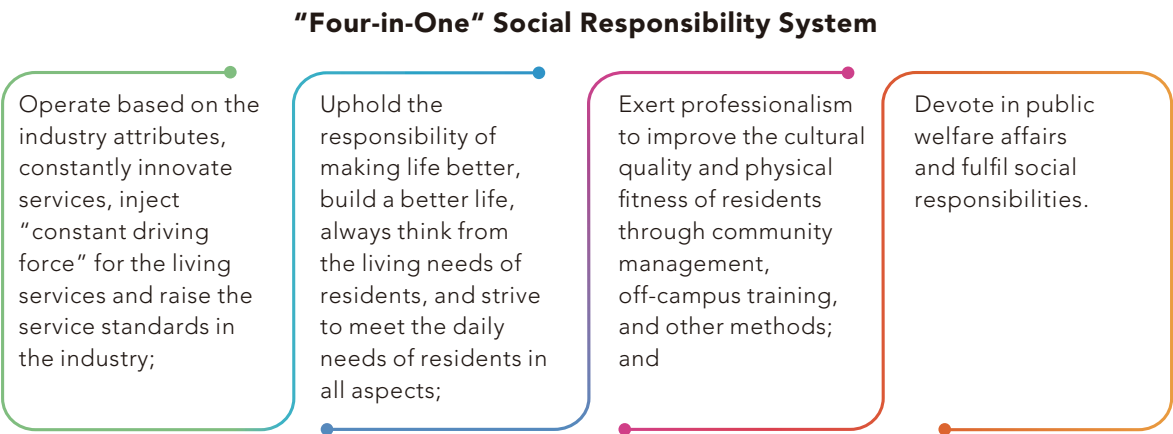 “Four-in-One“ Social Responsibility System
Operate based on the
industry attributes,
constantly innovate
services, inject
“constant driving
force” for the living
services and raise the
service standards in
the industry;
Uphold the
responsibility of
making life better,
build a better life,
always think from
the living needs of
residents, and strive
to meet the daily
needs of residents in
all aspects;
Exert professionalism
to improve the cultural
quality and physical
fitness of residents
through community
management,
off-campus training,
and other methods;
and
Devote in public
welfare affairs
and fulfil social
responsibilities.